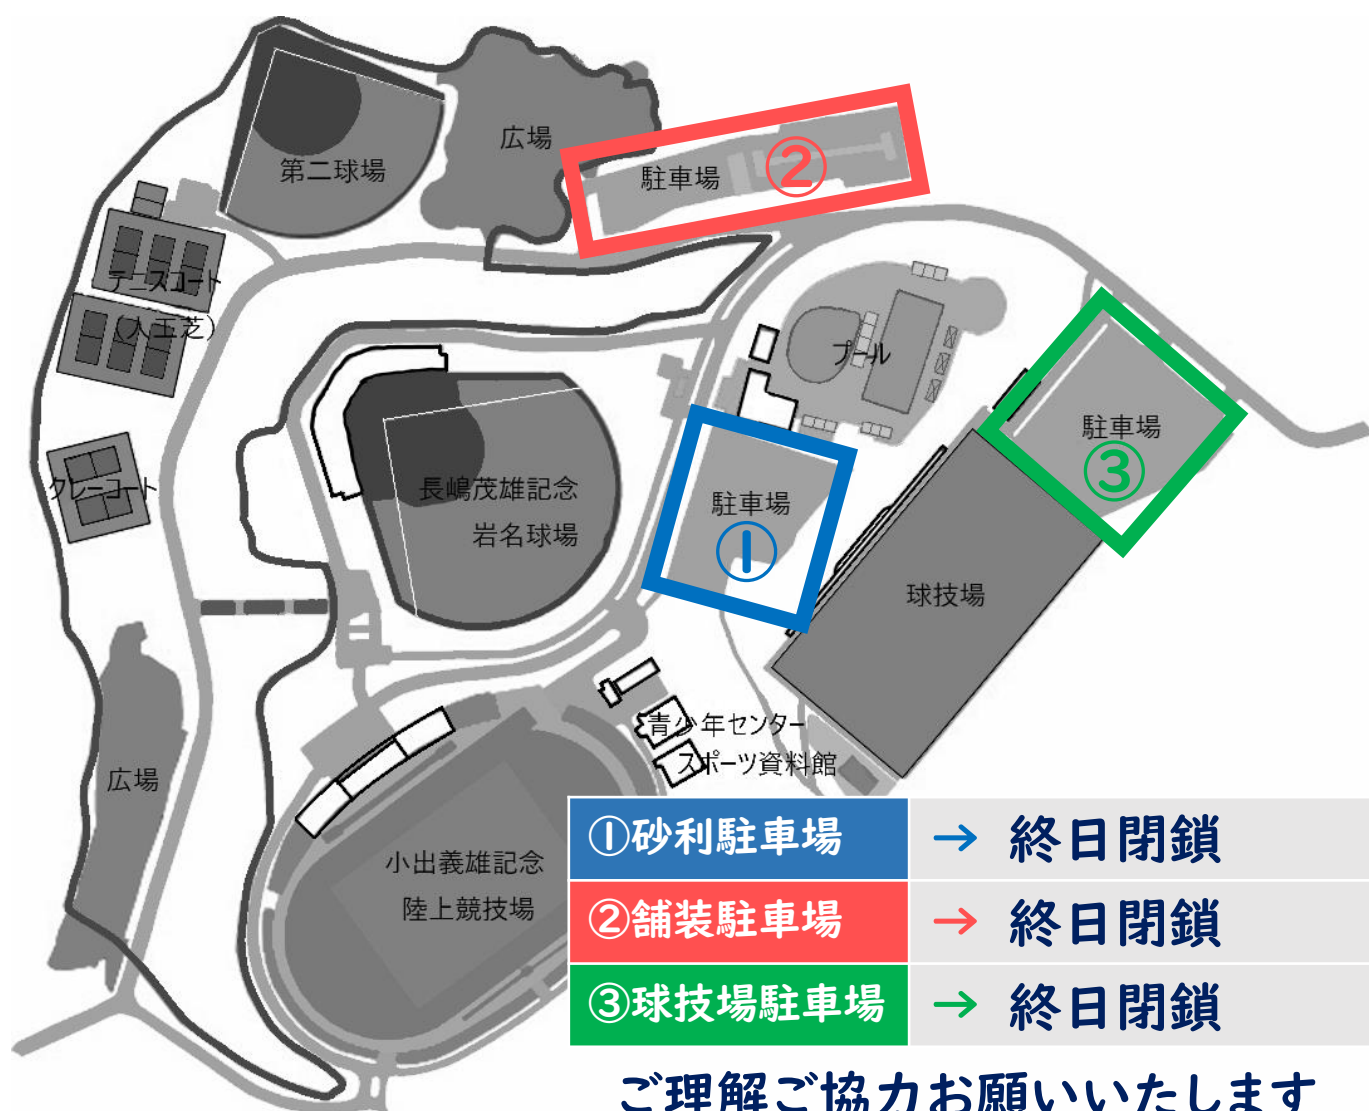 広場
第二球場
駐車場
②
テニスコート
(人工芝)
プール
駐車場
③
クレーコート
長嶋茂雄記念
岩名球場
駐車場
①
球技場
青少年センター
スポーツ資料館
広場
小出義雄記念
陸上競技場
①砂利駐車場 → 終日閉鎖
②舗装駐車場 → 終日閉鎖
③球技場駐車場 → 終日閉鎖
ご理解ご協力お願いいたします